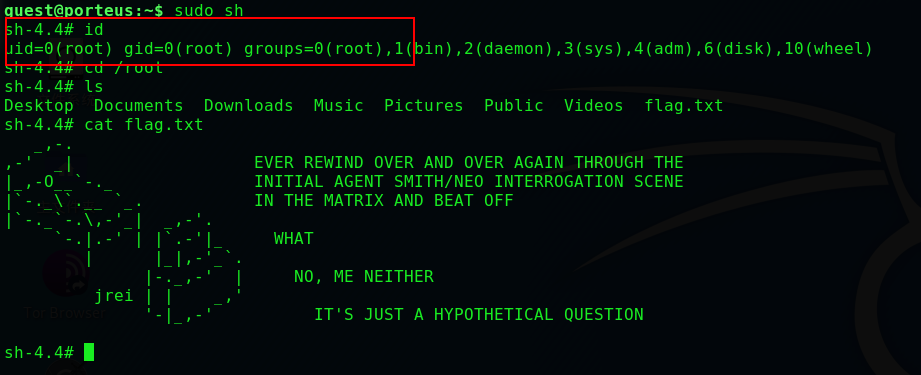 guest@porteus:~$ sudo sh
sh-4.4# id
uid=0(root) gid=0(root) groups=0(root),1(bin),2(daemon),3(sys),4(adm),6(disk),10(wheel)
sh-4.4# cd /root
sh-4.4# ls
Desktop  Documents  Downloads  Music  Pictures  Public  Videos  flag.txt
sh-4.4# cat flag.txt
EVER REWIND OVER AND OVER AGAIN THROUGH THE
INITIAL AGENT SMITH/NEO INTERROGATION SCENE
IN THE MATRIX AND BEAT OFF
WHAT
NO, ME NEITHER
jrei
IT'S JUST A HYPOTHETICAL QUESTION
Tor Browser
sh-4.4#